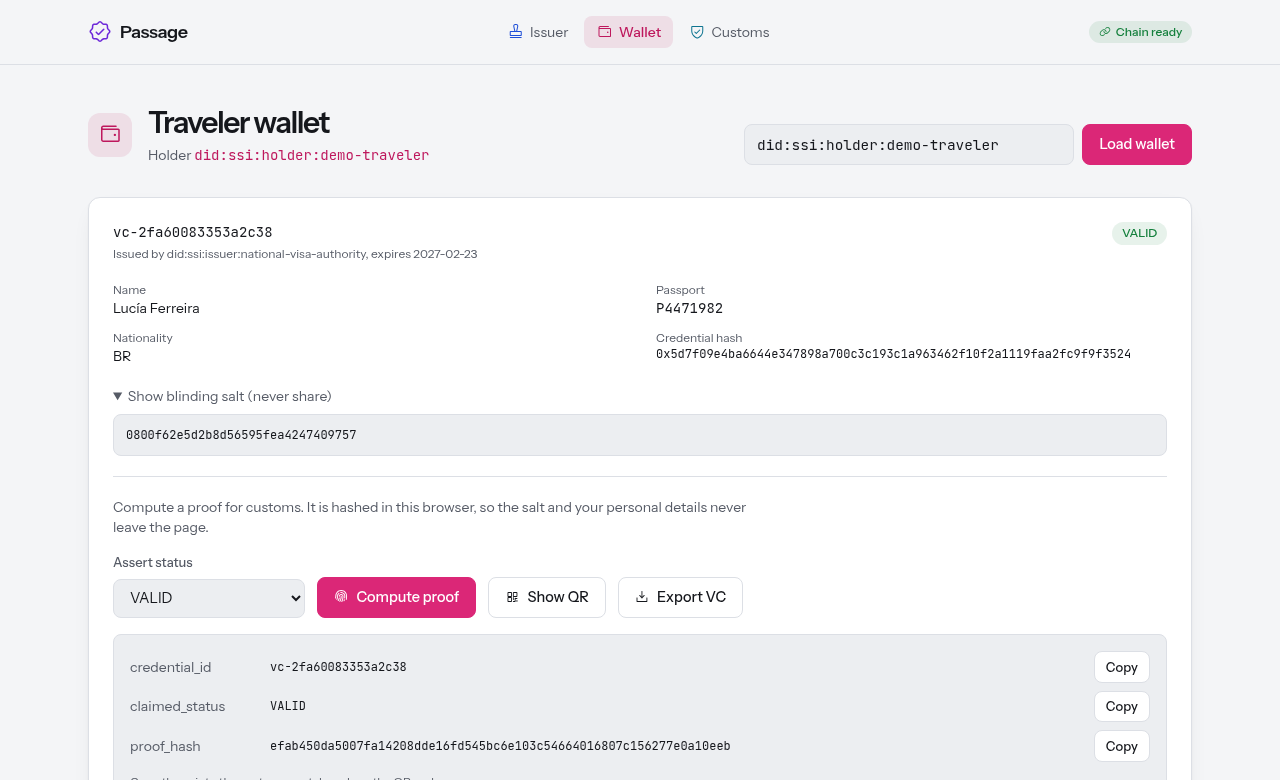 Passage
Issuer
Wallet
Customs
Chain ready
Traveler wallet
Holder did:ssi:holder:demo-traveler
did:ssi:holder:demo-traveler
Load wallet
vc-2fa60083353a2c38
VALID
Issued by did:ssi:issuer:national-visa-authority, expires 2027-02-23
Name
Lucía Ferreira
Passport
P4471982
Nationality
BR
Credential hash
0x5d7f09e4ba6644e347898a700c3c193c1a963462f10f2a1119faa2fc9f9f3524
▼ Show blinding salt (never share)
0800f62e5d2b8d56595fea4247409757
Compute a proof for customs. It is hashed in this browser, so the salt and your personal details never
leave the page.
Assert status
VALID
Compute proof
Show QR
Export VC
credential_id vc-2fa60083353a2c38 Copy
claimed_status VALID Copy
proof_hash efab450da5007fa14208dde16fd545bc6e103c54664016807c156277e0a10eeb Copy